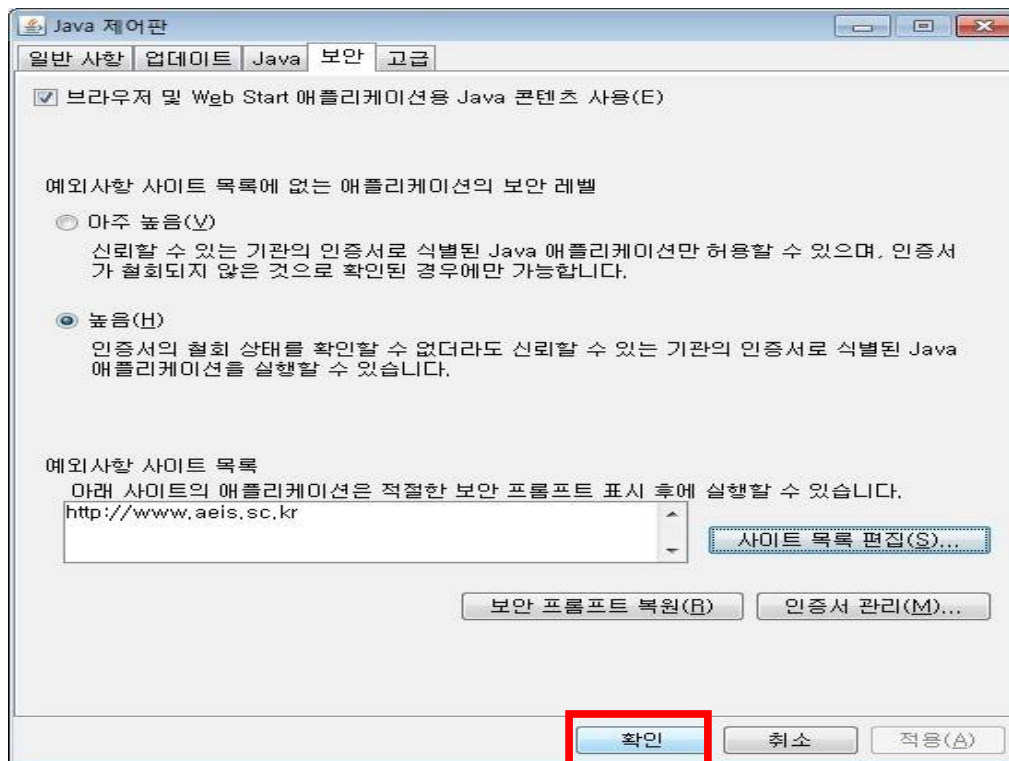 Java 제어판
일반 사항 업데이트 Java 보안 고급
브라우저 및 Web Start 애플리케이션용 Java 콘텐츠 사용(E)
예외사항 사이트 목록에 없는 애플리케이션의 보안 레벨
아주 높음(V)
신뢰할 수 있는 기관의 인증서로 식별된 Java 애플리케이션만 허용할 수 있으며, 인증서
가 철회되지 않은 것으로 확인된 경우에만 가능합니다.
높음(H)
인증서의 철회 상태를 확인할 수 없더라도 신뢰할 수 있는 기관의 인증서로 식별된 Java
애플리케이션을 실행할 수 있습니다.
예외사항 사이트 목록
아래 사이트의 애플리케이션은 적절한 보안 프롬프트 표시 후에 실행할 수 있습니다.
http://www.aeis.sc.kr
사이트 목록 편집(S)...
보안 프롬프트 복원(R) 인증서 관리(M)...
확인 취소 적용(A)